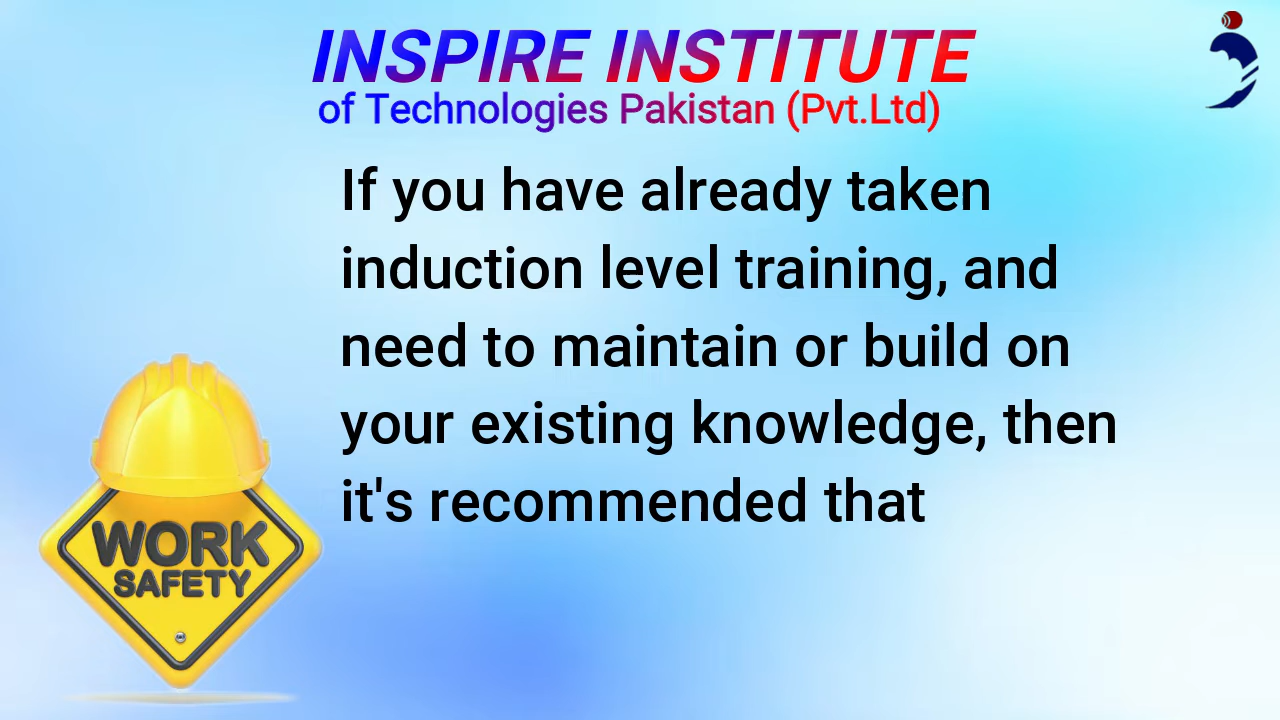 INSPIRE INSTITUTE
of Technologies Pakistan (Pvt.Ltd)
If you have already taken
induction level training, and
need to maintain or build on
your existing knowledge, then
it's recommended that
WORK
SAFETY